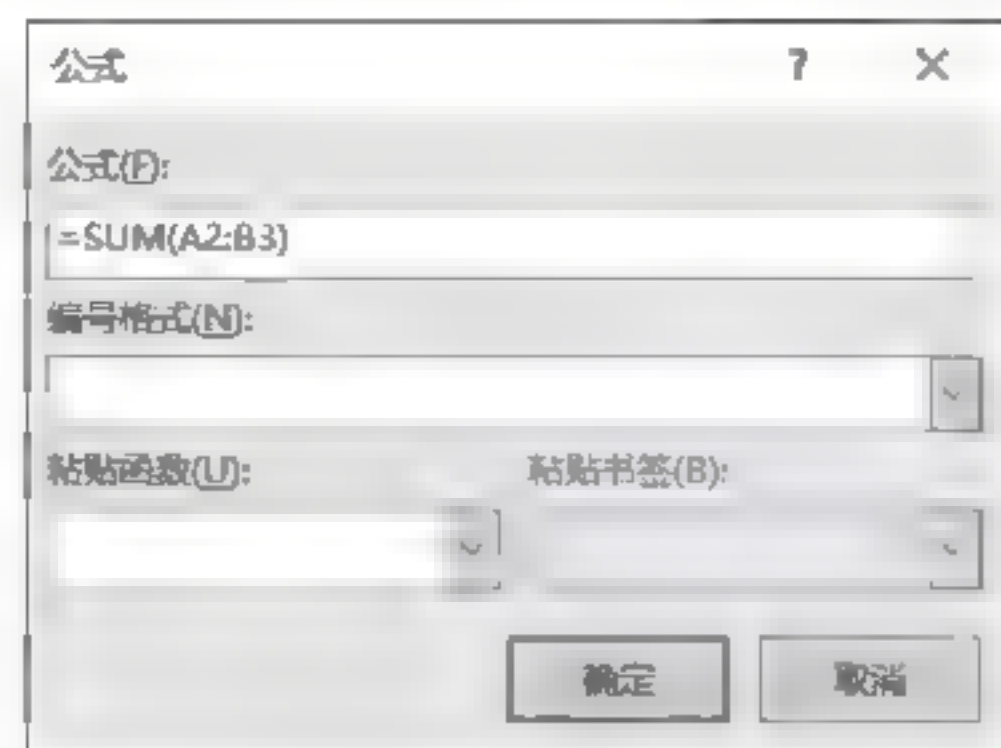 公式 ? ×
公式(F):
=SUM(A2:B3)
编号格式(N):
粘贴函数(U): 粘贴书签(B):
确定 取消